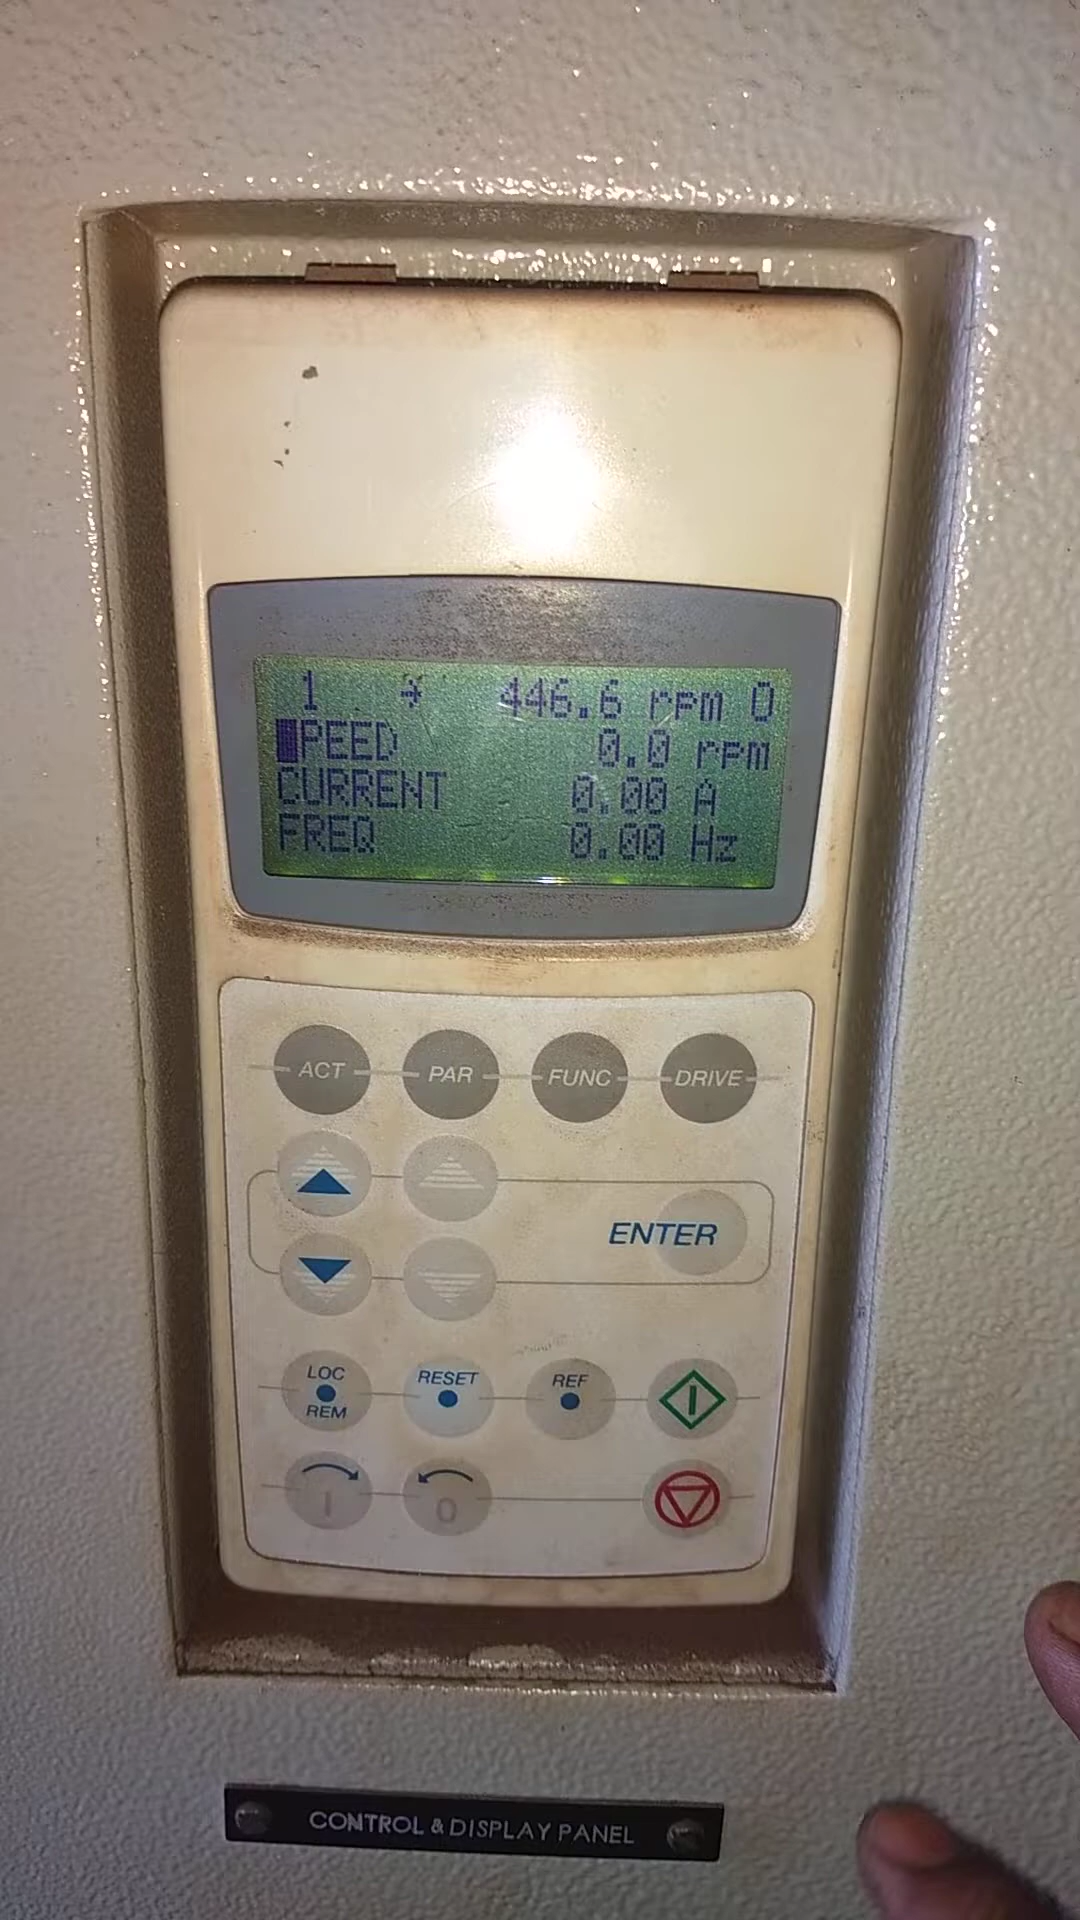 1 → 446.6 rpm 0
SPEED 0.0 rpm
CURRENT 0.00 A
FREQ 0.00 Hz
ACT PAR FUNC DRIVE
ENTER
LOC RESET REF
REM
I 0
CONTROL & DISPLAY PANEL